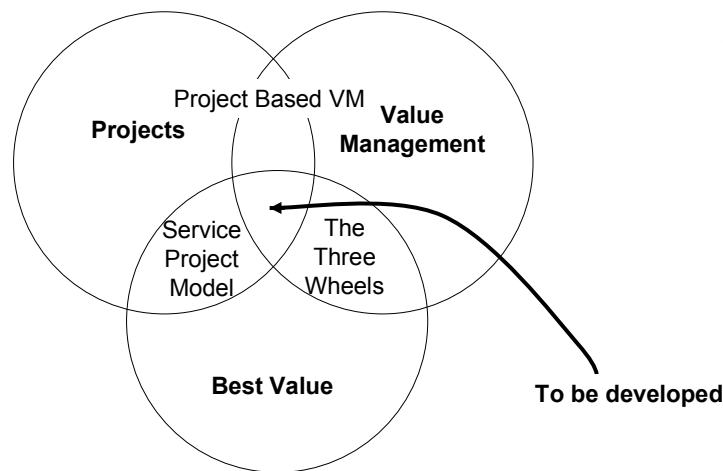 Project Based VM
Projects
Value
Management
Service
Project
Model
The
Three
Wheels
Best Value
To be developed